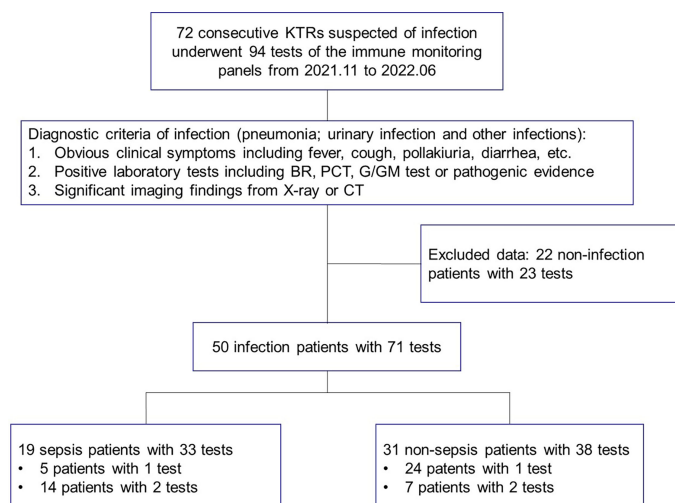 72 consecutive KTRs suspected of infection
underwent 94 tests of the immune monitoring
panels from 2021.11 to 2022.06
Diagnostic criteria of infection (pneumonia; urinary infection and other infections):
1. Obvious clinical symptoms including fever, cough, pollakiuria, diarrhea, etc.
2. Positive laboratory tests including BR, PCT, G/GM test or pathogenic evidence
3. Significant imaging findings from X-ray or CT
Excluded data: 22 non-infection
patients with 23 tests
50 infection patients with 71 tests
19 sepsis patients with 33 tests
• 5 patients with 1 test
• 14 patients with 2 tests
31 non-sepsis patients with 38 tests
• 24 patents with 1 test
• 7 patients with 2 tests